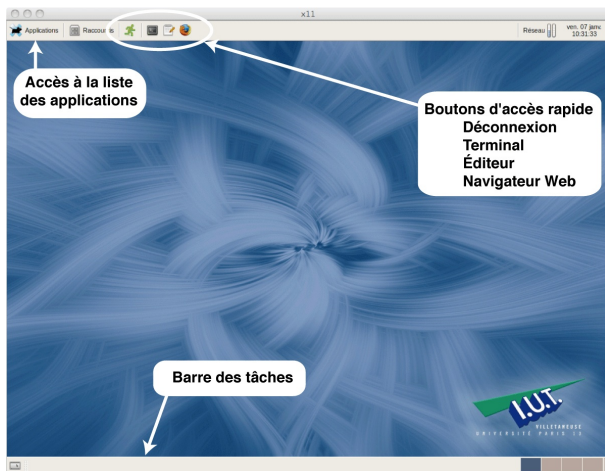 x11
Applications
Raccourcis
Réseau
ven. 07 janv.
10:31:33
Accès à la liste
des applications
Boutons d'accès rapide
Déconnexion
Terminal
Éditeur
Navigateur Web
Barre des tâches
I.U.T.
VILLETANEUSE
UNIVERSITÉ PARIS 13